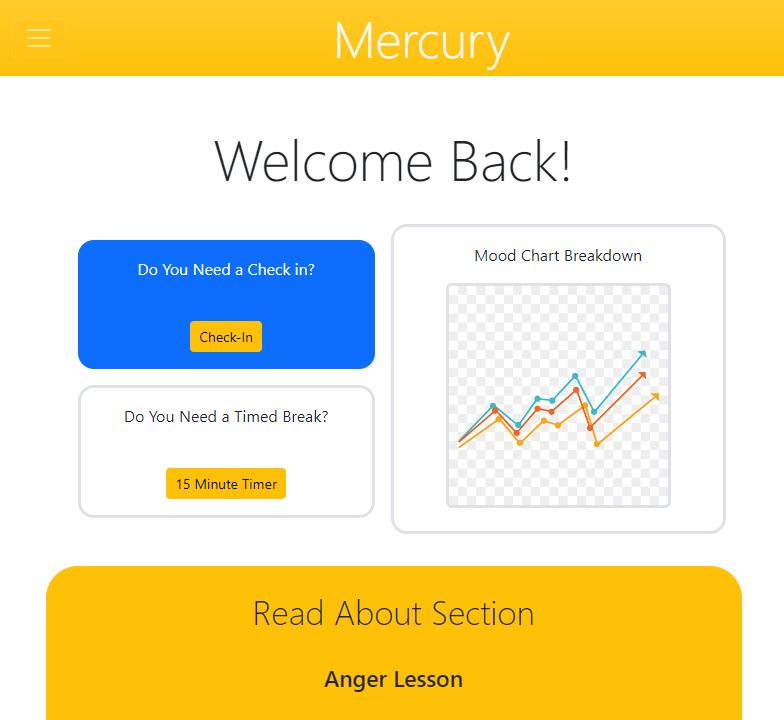 Mercury
Welcome Back!
Do You Need a Check in?
Check-In
Do You Need a Timed Break?
15 Minute Timer
Mood Chart Breakdown
Read About Section
Anger Lesson